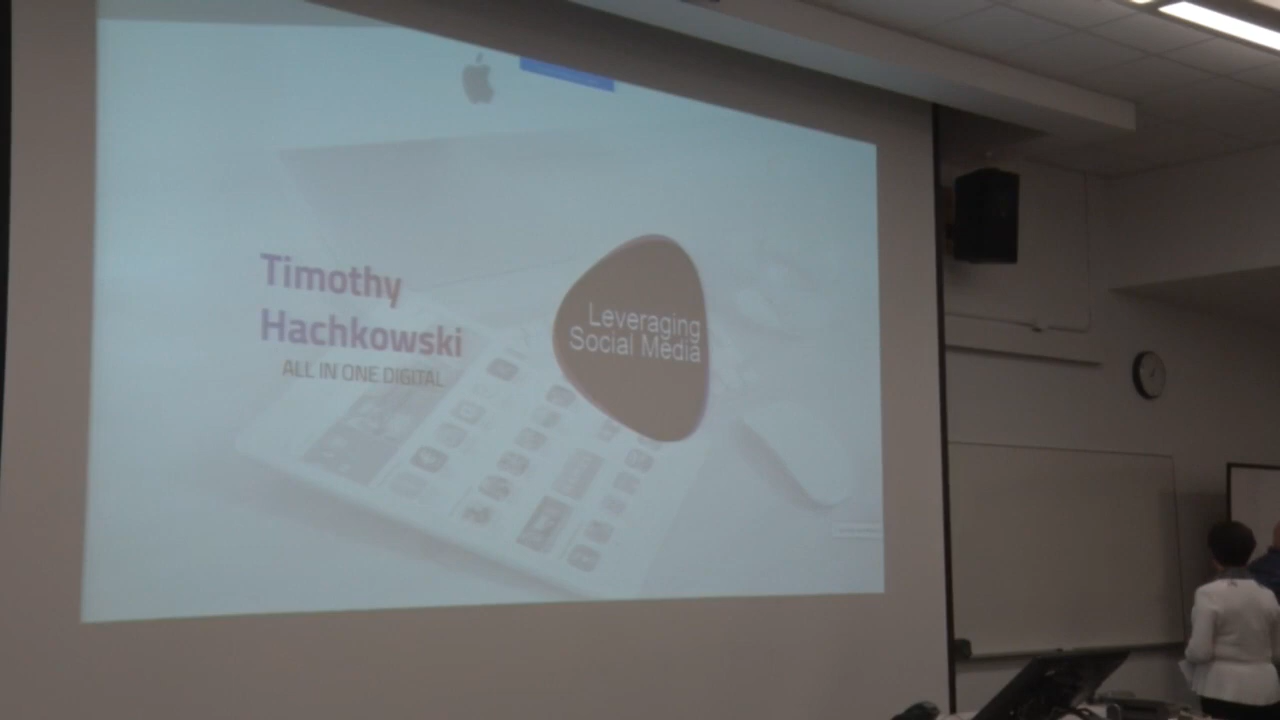 Timothy
Hachkowski
ALL IN ONE DIGITAL
Leveraging
Social Media